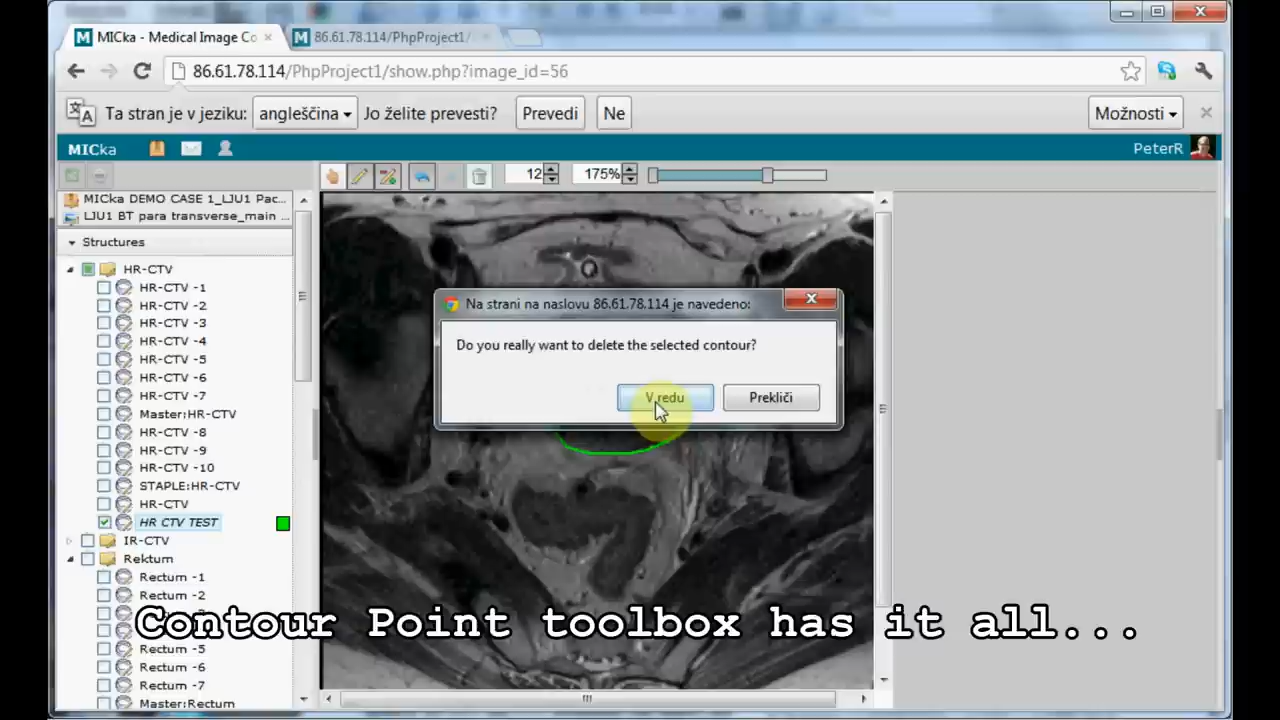 MICka - Medical Image Co
86.61.78.114/PhpProject1/
86.61.78.114/PhpProject1/show.php?image_id=56
Ta stran je v jeziku: angleščina Jo želite prevesti? Prevedi Ne Možnosti
MICka PeterR
12 175%
MICka DEMO CASE 1_LJU1 Pac...
LJU1 BT para transverse_main ...
Structures
HR-CTV
HR-CTV -1
HR-CTV -2
HR-CTV -3
HR-CTV -4
HR-CTV -5
HR-CTV -6
HR-CTV -7
Master:HR-CTV
HR-CTV -8
HR-CTV -9
HR-CTV -10
STAPLE:HR-CTV
HR-CTV
HR CTV TEST
IR-CTV
Rektum
Rectum -1
Rectum -2
Rectum -5
Rectum -6
Rectum -7
Master:Rectum
Na strani na naslovu 86.61.78.114 je navedeno:
Do you really want to delete the selected contour?
V redu Prekliči
Contour Point toolbox has it all...